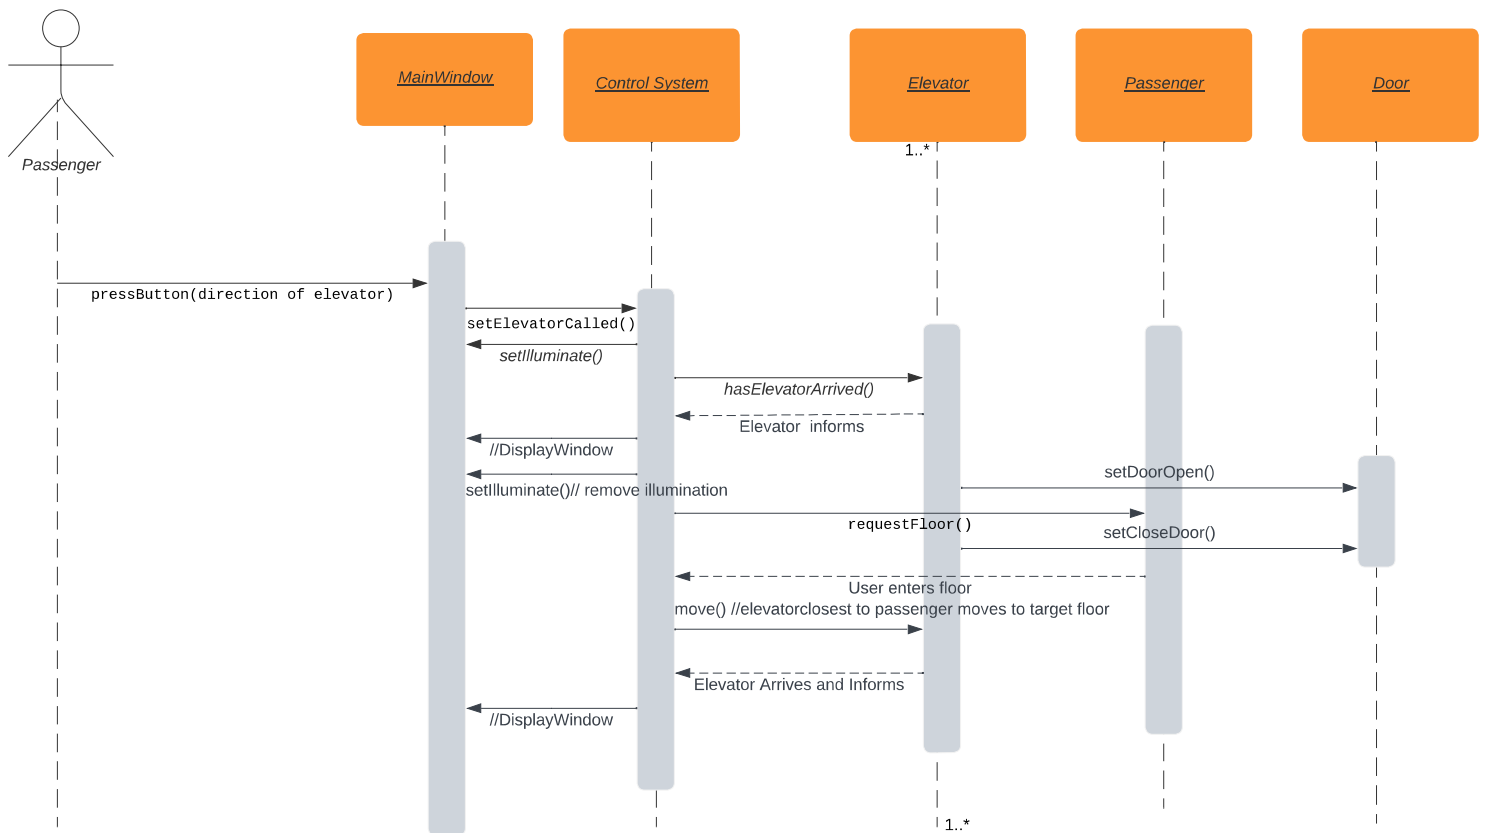 MainWindow
Control System
Elevator
Passenger
Door
1..*
Passenger
pressButton(direction of elevator)
setElevatorCalled()
setIlluminate()
hasElevatorArrived()
Elevator  informs
//DisplayWindow
setDoorOpen()
setIlluminate()// remove illumination
requestFloor()
setCloseDoor()
User enters floor
move() //elevatorclosest to passenger moves to target floor
Elevator Arrives and Informs
//DisplayWindow
1..*